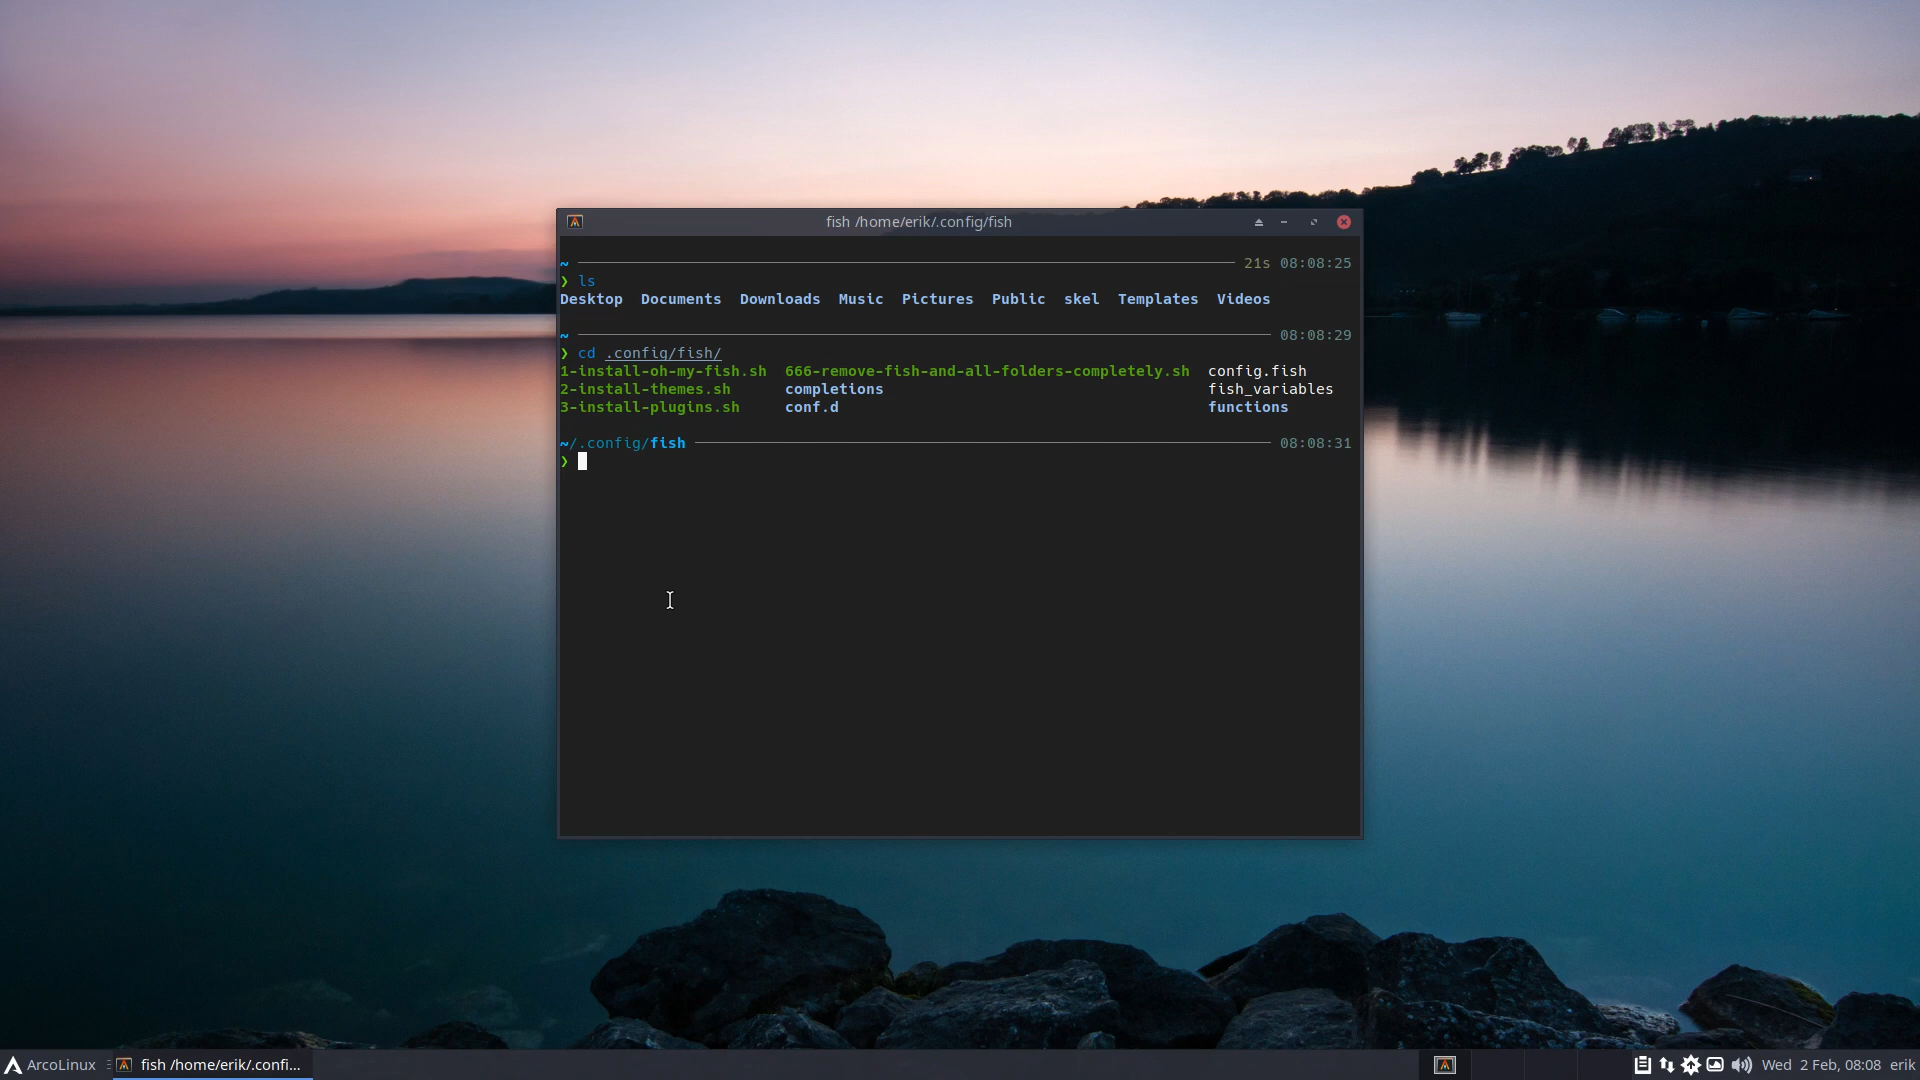 fish /home/erik/.config/fish
~ 21s 08:08:25
❯ ls
Desktop Documents Downloads Music Pictures Public skel Templates Videos
~ 08:08:29
❯ cd .config/fish/
1-install-oh-my-fish.sh 666-remove-fish-and-all-folders-completely.sh config.fish
2-install-themes.sh completions fish_variables
3-install-plugins.sh conf.d functions
~/.config/fish 08:08:31
❯
ArcoLinux fish /home/erik/.confi... Wed 2 Feb, 08:08 erik